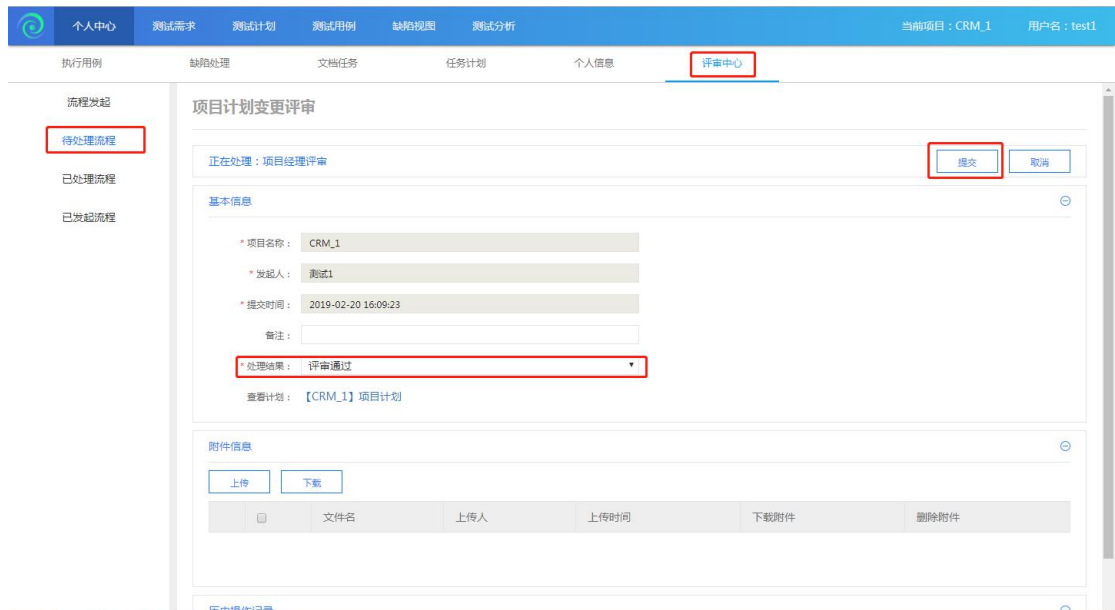 个人中心 测试需求 测试计划 测试用例 缺陷视图 测试分析 当前项目：CRM_1 用户名：test1
执行用例 缺陷处理 文档任务 任务计划 个人信息 评审中心
流程发起
待处理流程
已处理流程
已发起流程
项目计划变更评审
正在处理：项目经理评审 提交 取消
基本信息
* 项目名称： CRM_1
* 发起人： 测试1
* 提交时间： 2019-02-20 16:09:23
备注：
* 处理结果： 评审通过
查看计划： 【CRM_1】项目计划
附件信息
上传 下载
文件名 上传人 上传时间 下载附件 删除附件
历史操作记录